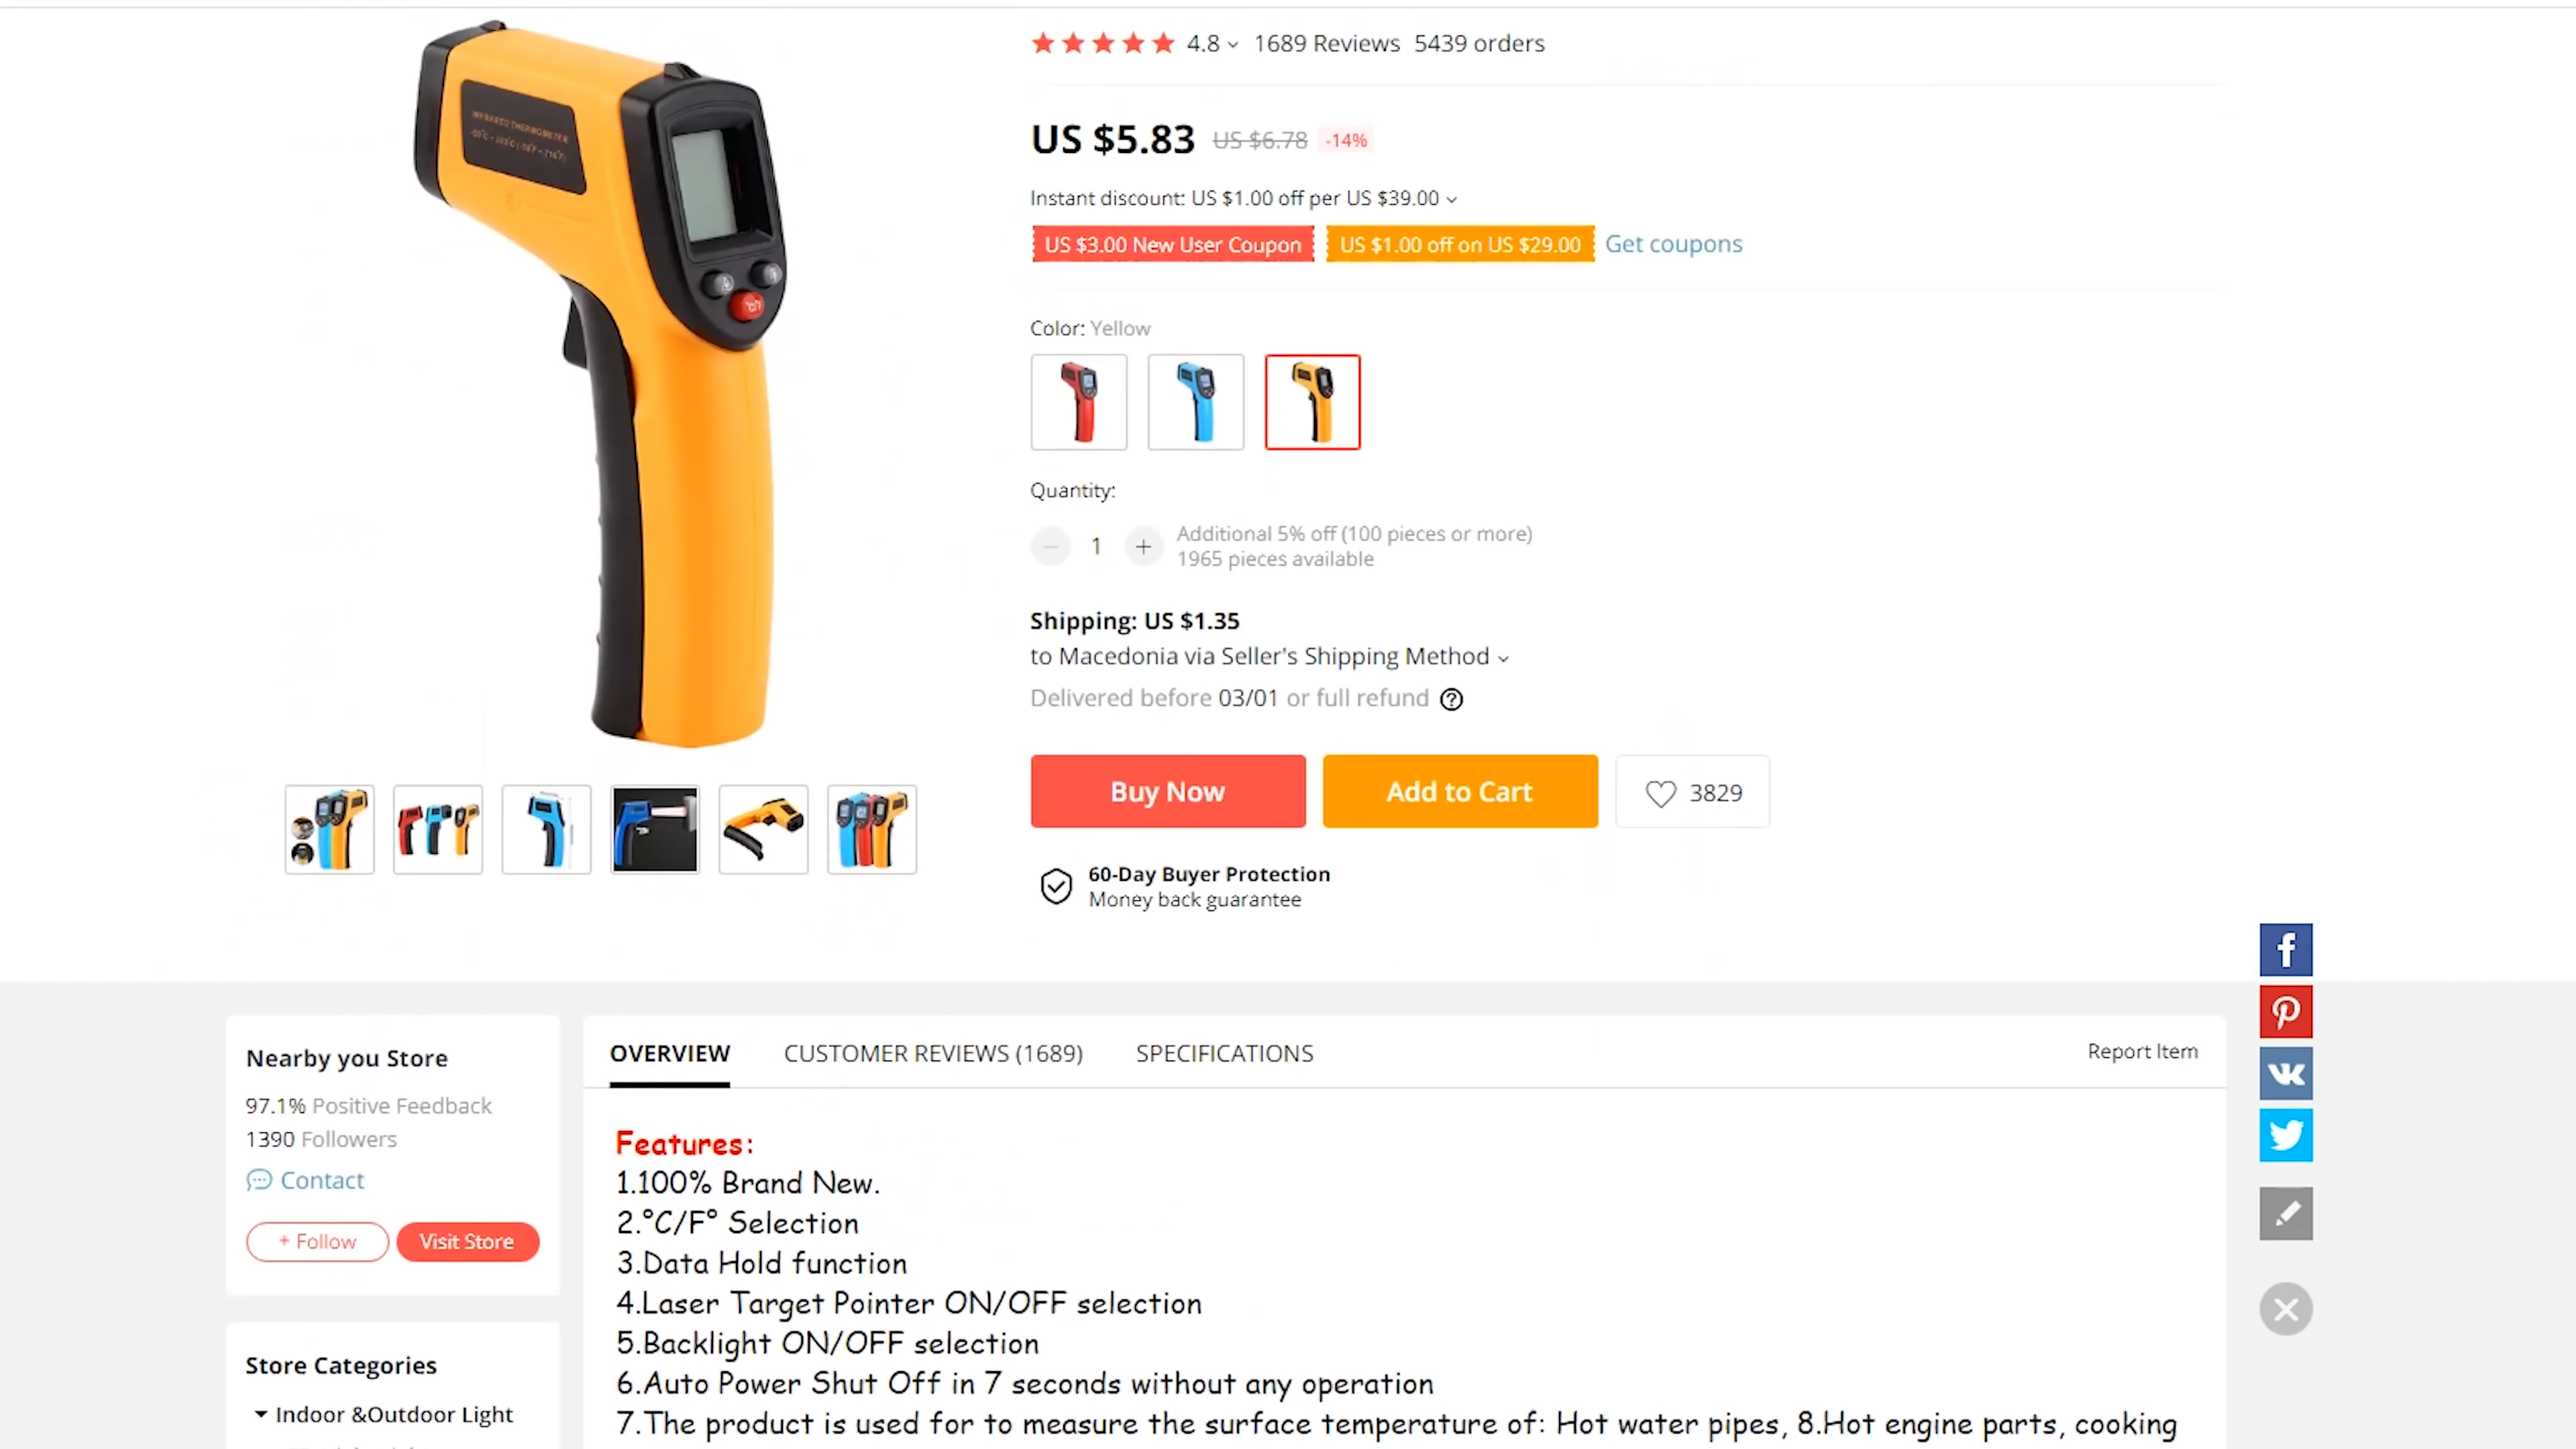 4.8 1689 Reviews 5439 orders
US $5.83 US $6.78 -14%
Instant discount: US $1.00 off per US $39.00
US $3.00 New User Coupon US $1.00 off on US $29.00 Get coupons
INFRARED THERMOMETER
Color: Yellow
Quantity:
1 Additional 5% off (100 pieces or more)
1965 pieces available
Shipping: US $1.35
to Macedonia via Seller's Shipping Method
Delivered before 03/01 or full refund
Buy Now Add to Cart 3829
60-Day Buyer Protection
Money back guarantee
Nearby you Store
97.1% Positive Feedback
1390 Followers
Contact
+ Follow Visit Store
Store Categories
Indoor &Outdoor Light
OVERVIEW CUSTOMER REVIEWS (1689) SPECIFICATIONS Report Item
Features:
1.100% Brand New.
2.°C/F° Selection
3.Data Hold function
4.Laser Target Pointer ON/OFF selection
5.Backlight ON/OFF selection
6.Auto Power Shut Off in 7 seconds without any operation
7.The product is used for to measure the surface temperature of: Hot water pipes, 8.Hot engine parts, cooking